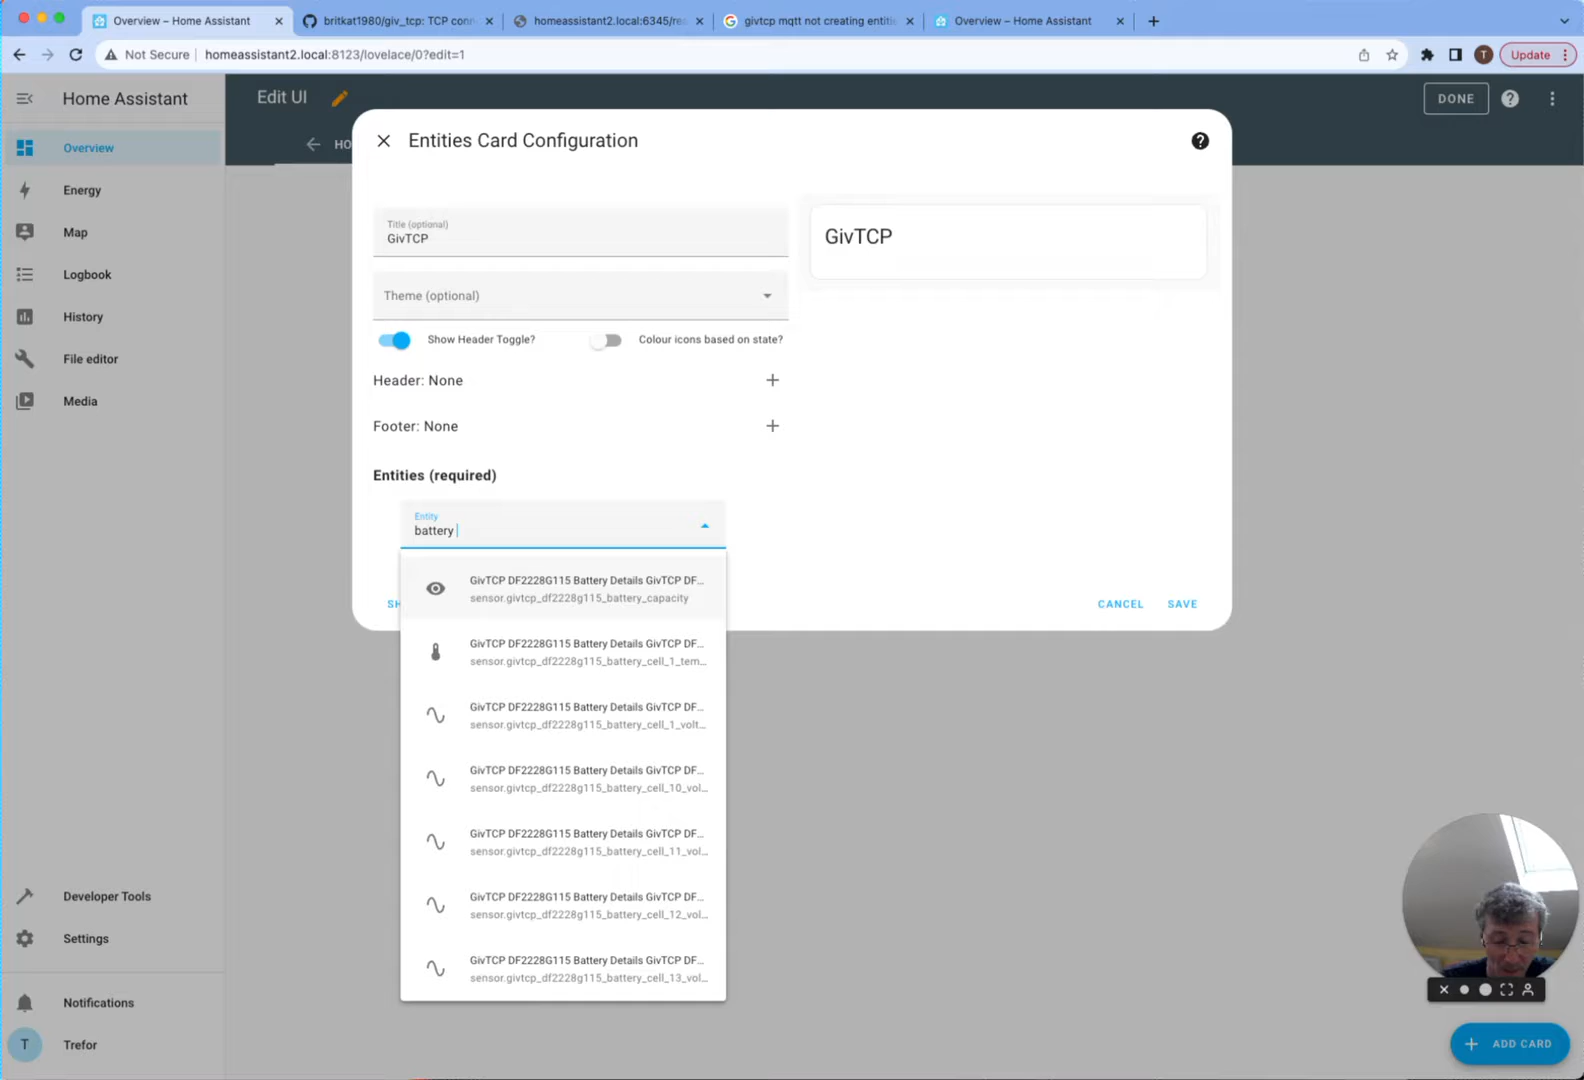 Overview – Home Assistant
britkat1980/giv_tcp: TCP conn
homeassistant2.local:6345/rea
givtcp mqtt not creating entiti
Overview – Home Assistant
Not Secure
homeassistant2.local:8123/lovelace/0?edit=1
T
Update
Home Assistant
Edit UI
DONE
HO
Overview
Energy
Map
Logbook
History
File editor
Media
Developer Tools
Settings
Notifications
T
Trefor
Entities Card Configuration
Title (optional)
GivTCP
GivTCP
Theme (optional)
Show Header Toggle?
Colour icons based on state?
Header: None
Footer: None
Entities (required)
Entity
battery
SH
CANCEL
SAVE
GivTCP DF2228G115 Battery Details GivTCP DF...
sensor.givtcp_df2228g115_battery_capacity
GivTCP DF2228G115 Battery Details GivTCP DF...
sensor.givtcp_df2228g115_battery_cell_1_tem...
GivTCP DF2228G115 Battery Details GivTCP DF...
sensor.givtcp_df2228g115_battery_cell_1_volt...
GivTCP DF2228G115 Battery Details GivTCP DF...
sensor.givtcp_df2228g115_battery_cell_10_vol...
GivTCP DF2228G115 Battery Details GivTCP DF...
sensor.givtcp_df2228g115_battery_cell_11_vol...
GivTCP DF2228G115 Battery Details GivTCP DF...
sensor.givtcp_df2228g115_battery_cell_12_vol...
GivTCP DF2228G115 Battery Details GivTCP DF...
sensor.givtcp_df2228g115_battery_cell_13_vol...
ADD CARD